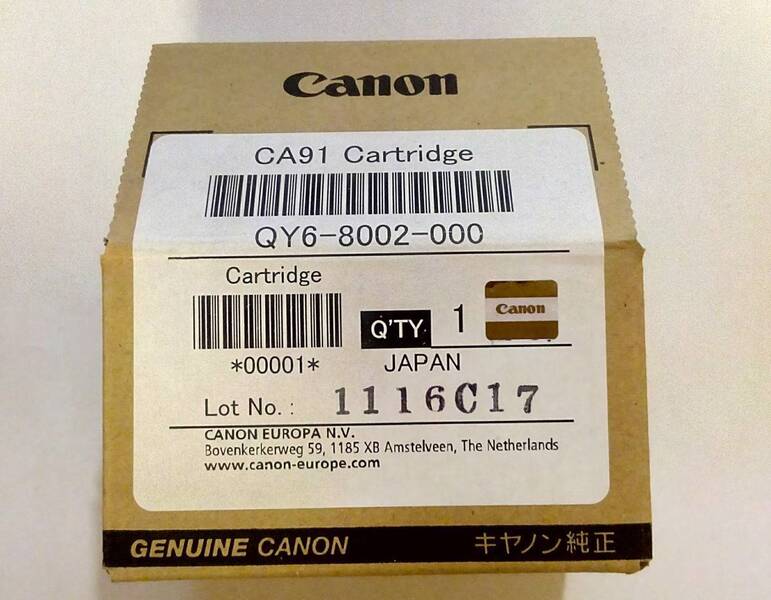 Canon
CA91 Cartridge
QY6-8002-000
Cartridge
*00001*
Q'TY 1
Canon
JAPAN
Lot No. : 1116C17
CANON EUROPA N.V.
Bovenkerkerweg 59, 1185 XB Amstelveen, The Netherlands
www.canon-europe.com
GENUINE CANON キヤノン純正